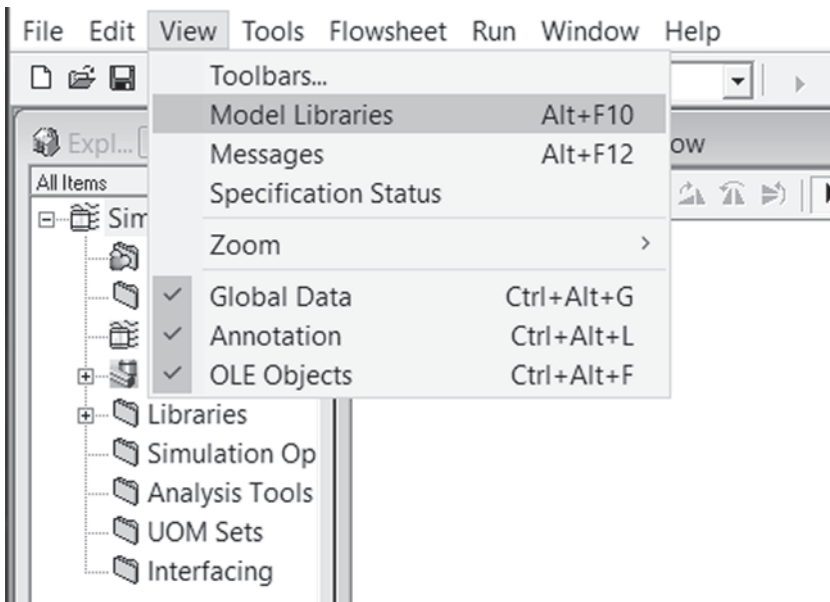 File Edit View Tools Flowsheet Run Window Help
Toolbars...
Model Libraries Alt+F10
Expl...
Messages Alt+F12
All Items
Specification Status
Zoom
Global Data Ctrl+Alt+G
Annotation Ctrl+Alt+L
OLE Objects Ctrl+Alt+F
Libraries
Simulation Op
Analysis Tools
UOM Sets
Interfacing